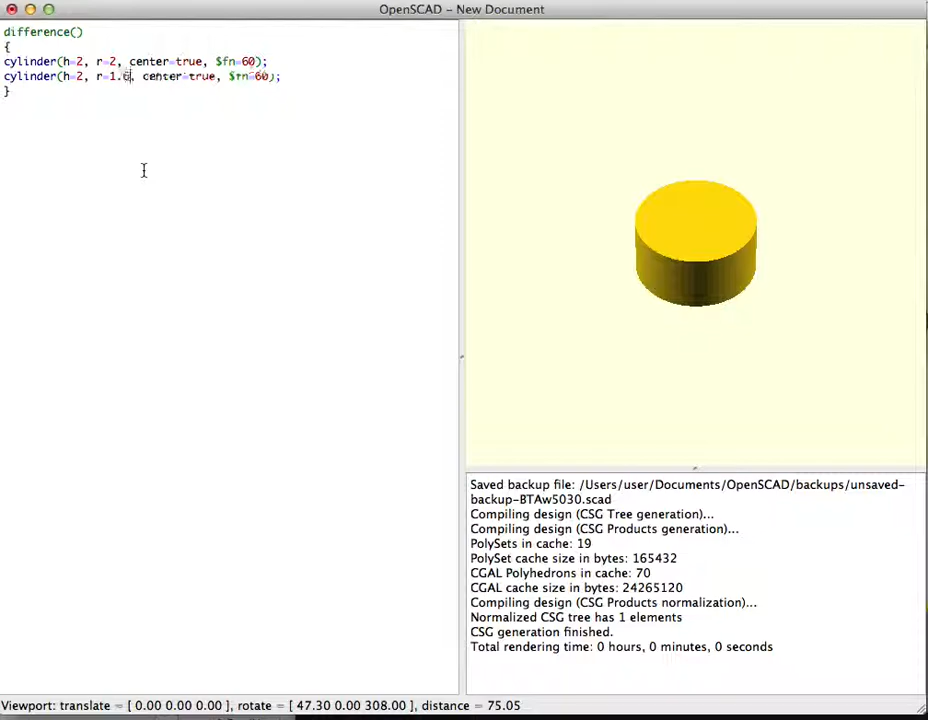 OpenSCAD - New Document
difference()
{
cylinder(h=2, r=2, center=true, $fn=60);
cylinder(h=2, r=1.6, center=true, $fn=60);
}
Saved backup file: /Users/user/Documents/OpenSCAD/backups/unsaved-
backup-BTAw5030.scad
Compiling design (CSG Tree generation)...
Compiling design (CSG Products generation)...
PolySets in cache: 19
PolySet cache size in bytes: 165432
CGAL Polyhedrons in cache: 70
CGAL cache size in bytes: 24265120
Compiling design (CSG Products normalization)...
Normalized CSG tree has 1 elements
CSG generation finished.
Total rendering time: 0 hours, 0 minutes, 0 seconds
Viewport: translate = [ 0.00 0.00 0.00 ], rotate = [ 47.30 0.00 308.00 ], distance = 75.05